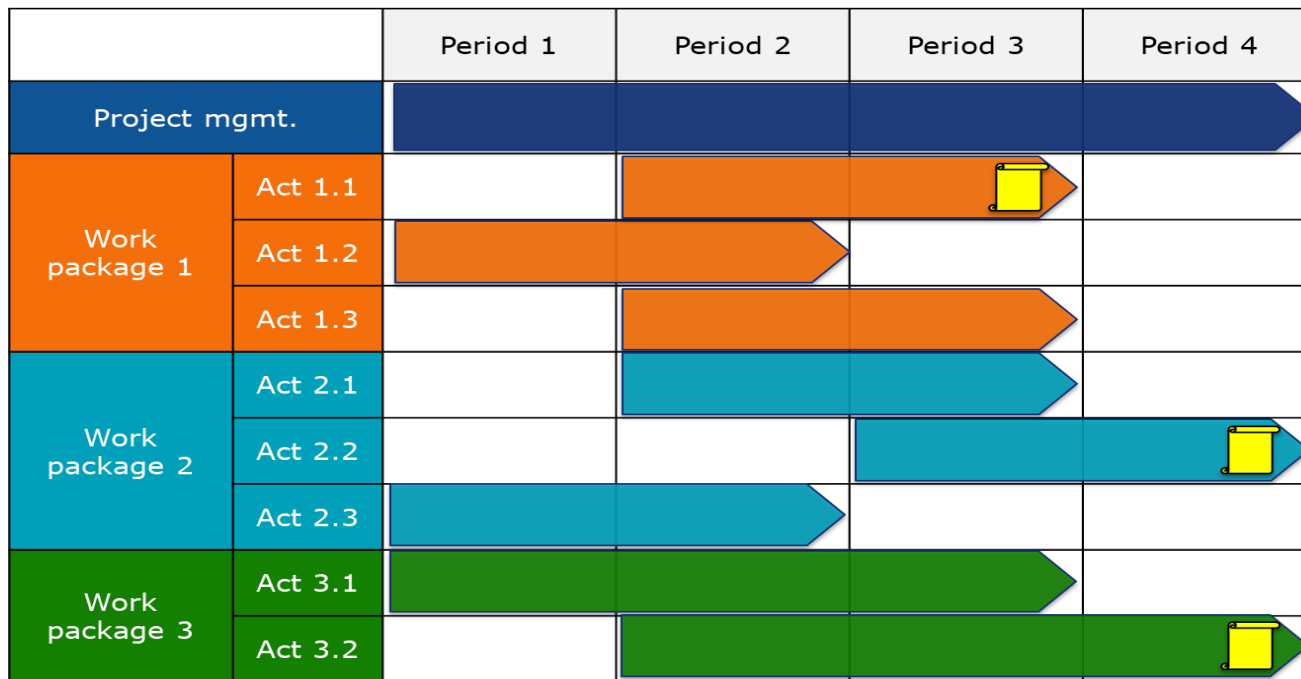 Period 1
Period 2
Period 3
Period 4
Project mgmt.
Work
package 1
Act 1.1
Act 1.2
Act 1.3
Work
package 2
Act 2.1
Act 2.2
Act 2.3
Work
package 3
Act 3.1
Act 3.2